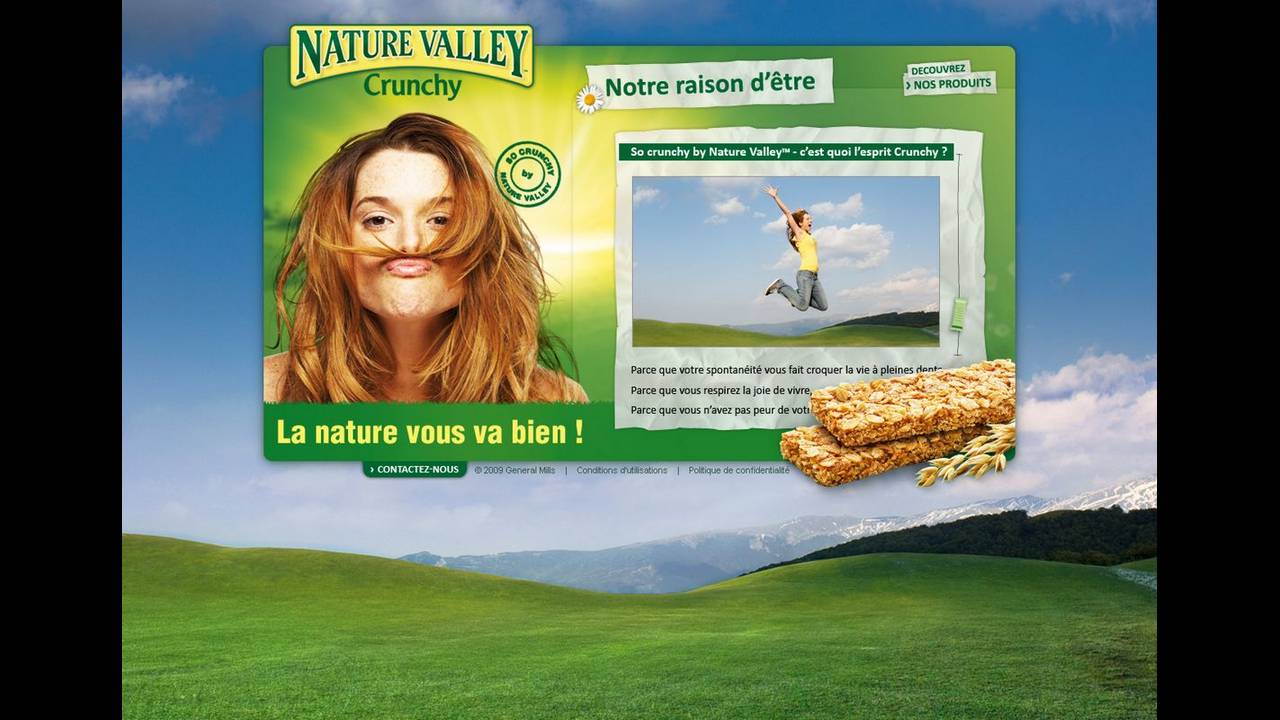 NATURE VALLEY
Crunchy
SO CRUNCHY
by
NATURE VALLEY
La nature vous va bien !
Notre raison d'être
DECOUVREZ
› NOS PRODUITS
So crunchy by Nature Valley™ - c'est quoi l'esprit Crunchy ?
Parce que votre spontanéité vous fait croquer la vie à pleines dents
Parce que vous respirez la joie de vivre,
Parce que vous n'avez pas peur de
› CONTACTEZ-NOUS
© 2009 General Mills | Conditions d'utilisations | Politique de confidentialité